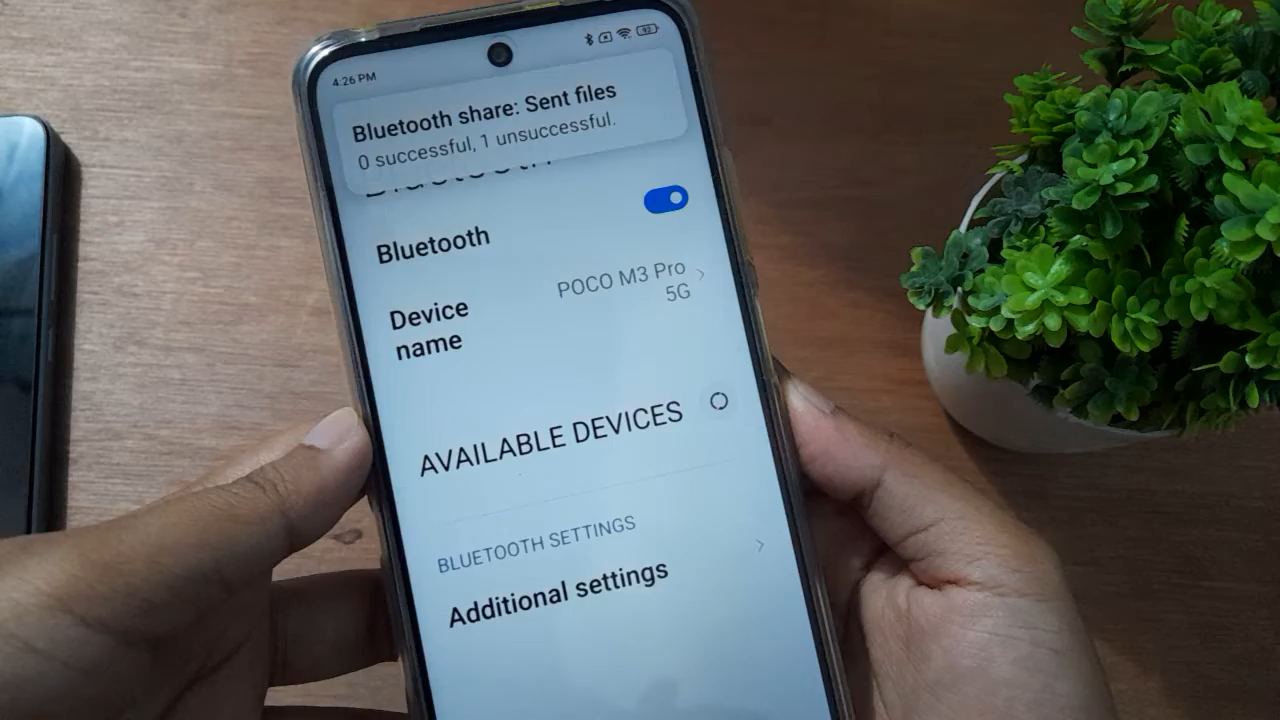 4:26 PM
Bluetooth share: Sent files
0 successful, 1 unsuccessful.
Bluetooth
Bluetooth
Device
name
POCO M3 Pro
5G
AVAILABLE DEVICES
BLUETOOTH SETTINGS
Additional settings